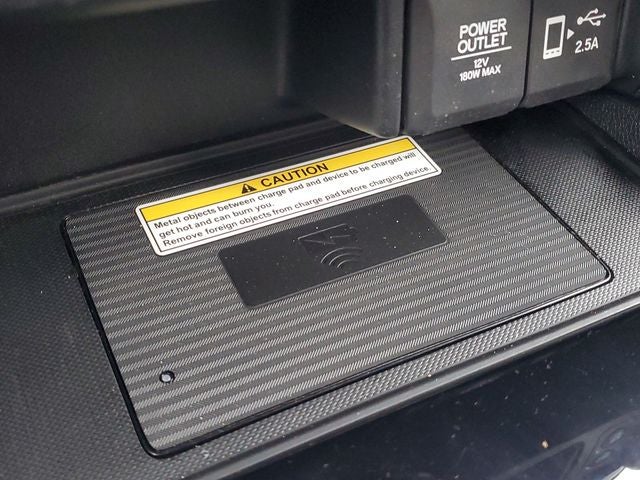 POWER
OUTLET
12V
180W MAX
2.5A
CAUTION
Metal objects between charge pad and device to be charged will
get hot and can burn you.
Remove foreign objects from charge pad before charging device.